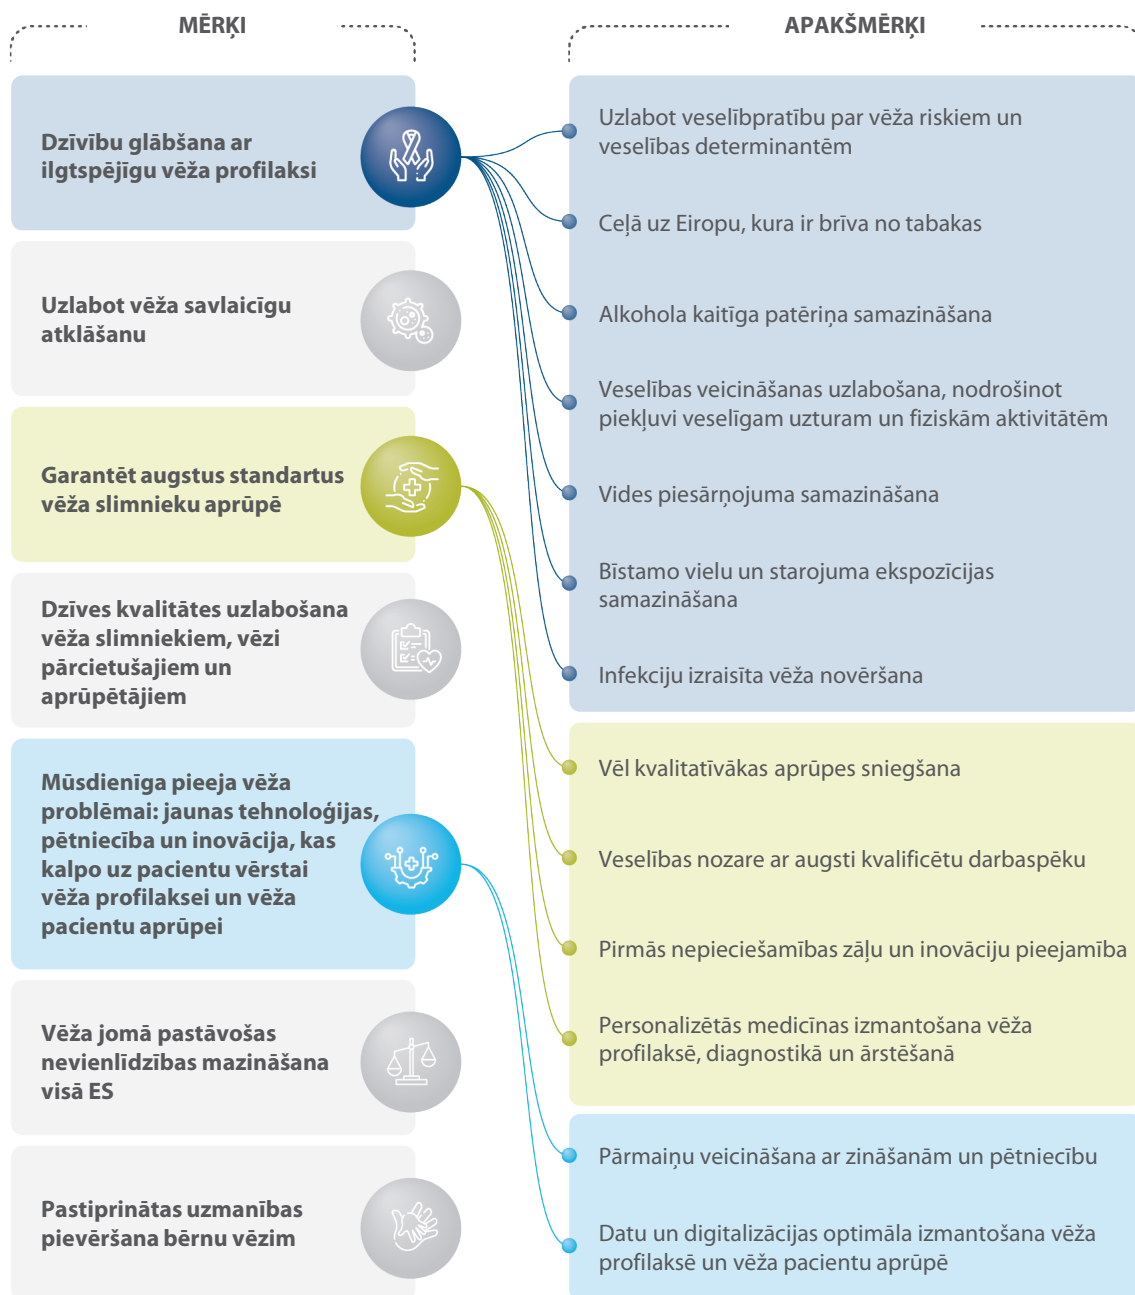 MĒRĶI
Dzīvību glābšana ar
ilgtspējīgu vēža profilaksi
Uzlabot vēža savlaicīgu
atklāšanu
Garantēt augstus standartus
vēža slimnieku aprūpē
Dzīves kvalitātes uzlabošana
vēža slimniekiem, vēzi
pārcietušajiem un
aprūpētājiem
Mūsdienīga pieeja vēža
problēmai: jaunas tehnoloģijas,
pētniecība un inovācija, kas
kalpo uz pacientu vērstai
vēža profilaksei un vēža
pacientu aprūpei
Vēža jomā pastāvošas
nevienlīdzības mazināšana
visā ES
Pastiprinātas uzmanības
pievēršana bērnu vēzim
APAKŠMĒRĶI
Uzlabot veselībpratību par vēža riskiem un
veselības determinantēm
Ceļā uz Eiropu, kura ir brīva no tabakas
Alkohola kaitīga patēriņa samazināšana
Veselības veicināšanas uzlabošana, nodrošinot
piekļuvi veselīgam uzturam un fiziskām aktivitātēm
Vides piesārņojuma samazināšana
Bīstamo vielu un starojuma ekspozīcijas
samazināšana
Infekciju izraisīta vēža novēršana
Vēl kvalitatīvākas aprūpes sniegšana
Veselības nozare ar augsti kvalificētu darbaspēku
Pirmās nepieciešamības zāļu un inovāciju pieejamība
Personalizētās medicīnas izmantošana vēža
profilaksē, diagnostikā un ārstēšanā
Pārmaiņu veicināšana ar zināšanām un pētniecību
Datu un digitalizācijas optimāla izmantošana vēža
profilaksē un vēža pacientu aprūpē